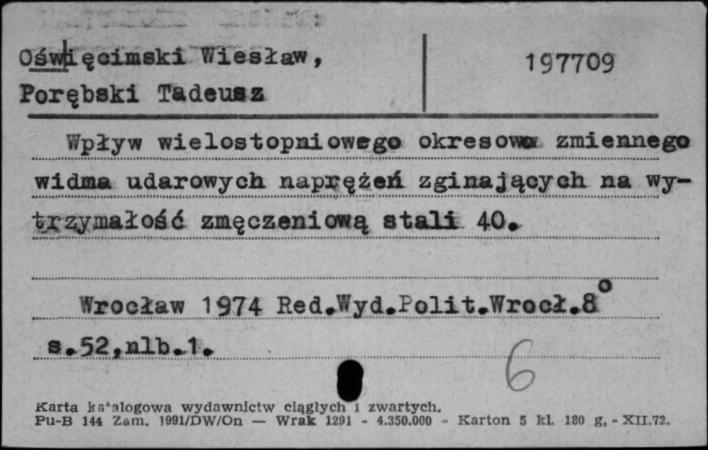 Oświęcimski Wiesław,
197709
Porębski Tadeusz
Wpływ wielostopniowego okresowo zmiennego
widma udarowych naprężeń zginających na wy-
trzymałość zmęczeniową stali 40.
Wrocław 1974 Red.Wyd.Polit.Wrocł.8°
s.52,nlb.1.
6
Karta katalogowa wydawnictw ciągłych i zwartych.
Pu-B 144 Zam. 1991/DW/On — Wrak 1291 - 4.350.000 - Karton 5 kl. 180 g, - XII.72.